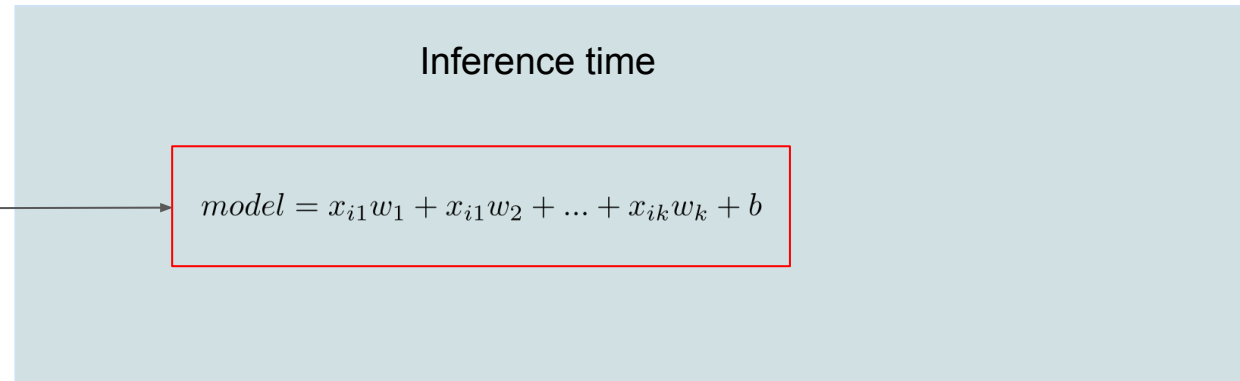 Inference time
model = x_{i1}w_1 + x_{i1}w_2 + ... + x_{ik}w_k + b